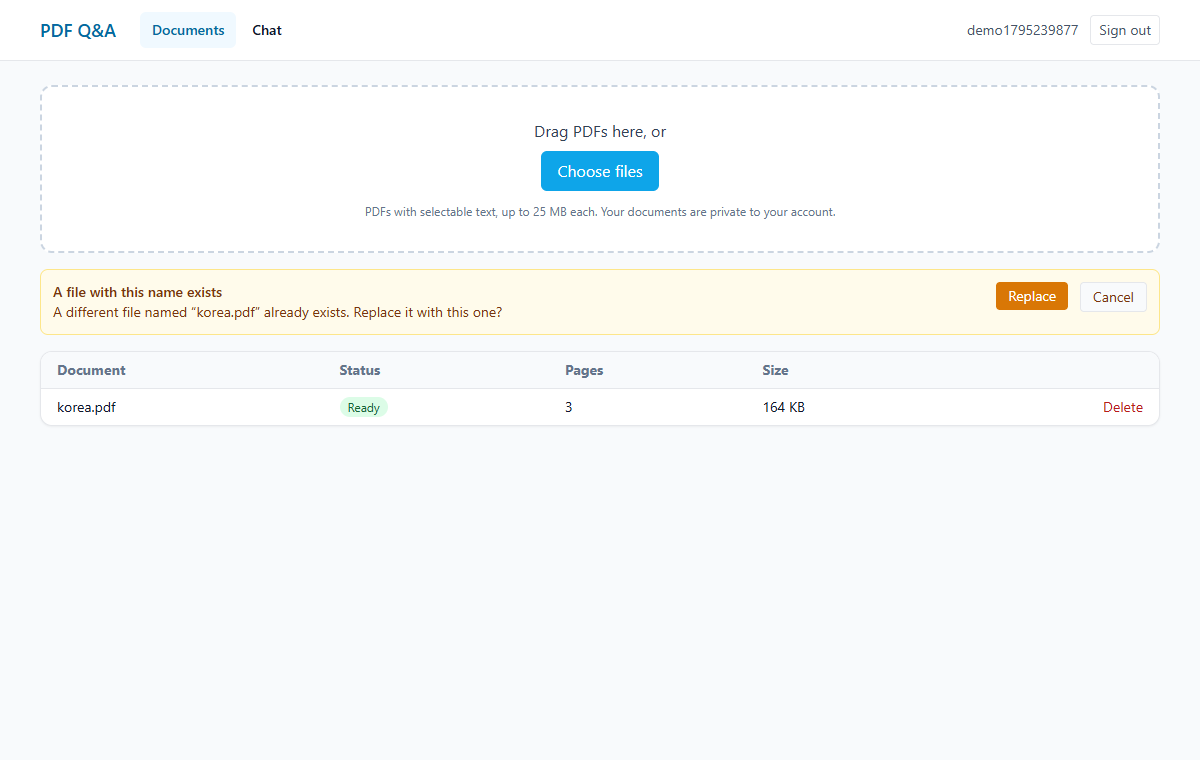 PDF Q&A Documents Chat demo1795239877 Sign out
Drag PDFs here, or
Choose files
PDFs with selectable text, up to 25 MB each. Your documents are private to your account.
A file with this name exists
A different file named “korea.pdf” already exists. Replace it with this one?
Replace Cancel
Document Status Pages Size
korea.pdf Ready 3 164 KB Delete